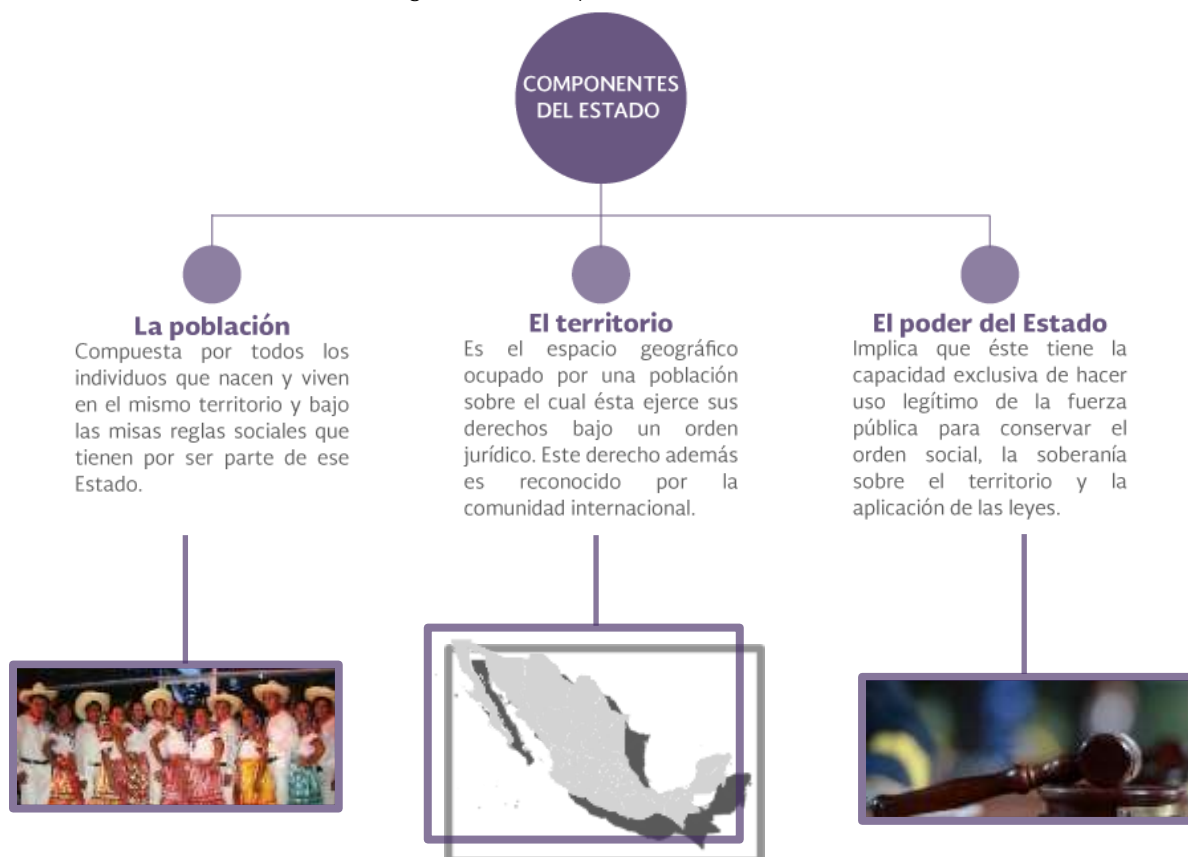 COMPONENTES
DEL ESTADO
La población
Compuesta por todos los
individuos que nacen y viven
en el mismo territorio y bajo
las misas reglas sociales que
tienen por ser parte de ese
Estado.
El territorio
Es el espacio geográfico
ocupado por una población
sobre el cual ésta ejerce sus
derechos bajo un orden
jurídico. Este derecho además
es reconocido por la
comunidad internacional.
El poder del Estado
Implica que éste tiene la
capacidad exclusiva de hacer
uso legítimo de la fuerza
pública para conservar el
orden social, la soberanía
sobre el territorio y la
aplicación de las leyes.